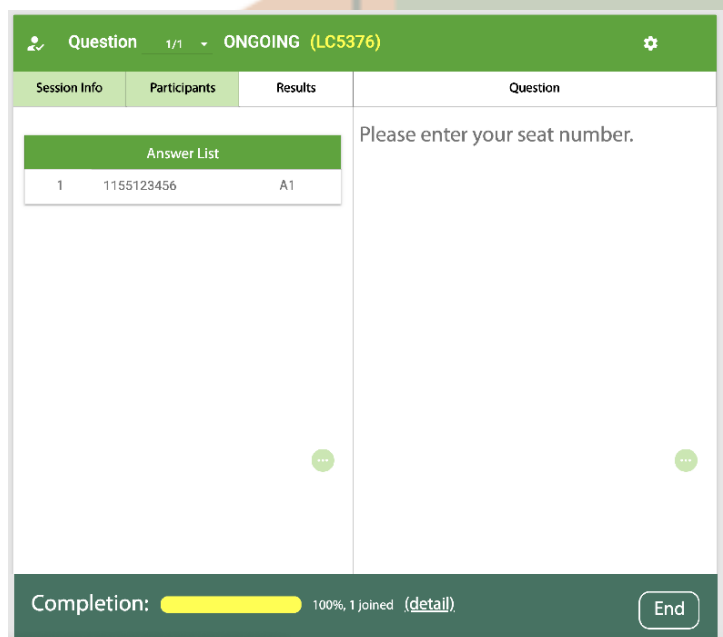 Question 1/1 ONGOING (LC5376)
Session Info Participants Results Question
Please enter your seat number.
Answer List
1 1155123456 A1
Completion: 100%, 1 joined (detail) End